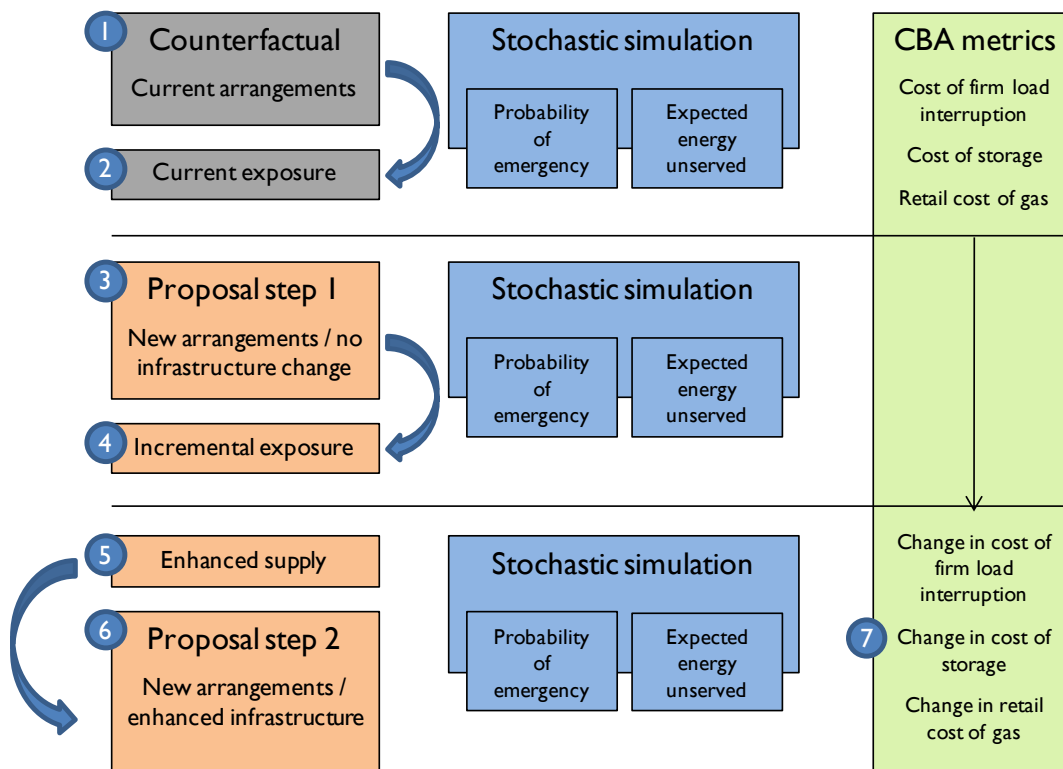 1
Counterfactual
Current arrangements
2
Current exposure
Stochastic simulation
Probability
of
emergency
Expected
energy
unserved
CBA metrics
Cost of firm load
interruption
Cost of storage
Retail cost of gas
3
Proposal step 1
New arrangements / no
infrastructure change
4
Incremental exposure
Stochastic simulation
Probability
of
emergency
Expected
energy
unserved
5
Enhanced supply
6
Proposal step 2
New arrangements /
enhanced infrastructure
Stochastic simulation
Probability
of
emergency
Expected
energy
unserved
Change in cost of
firm load
interruption
7
Change in cost of
storage
Change in retail
cost of gas